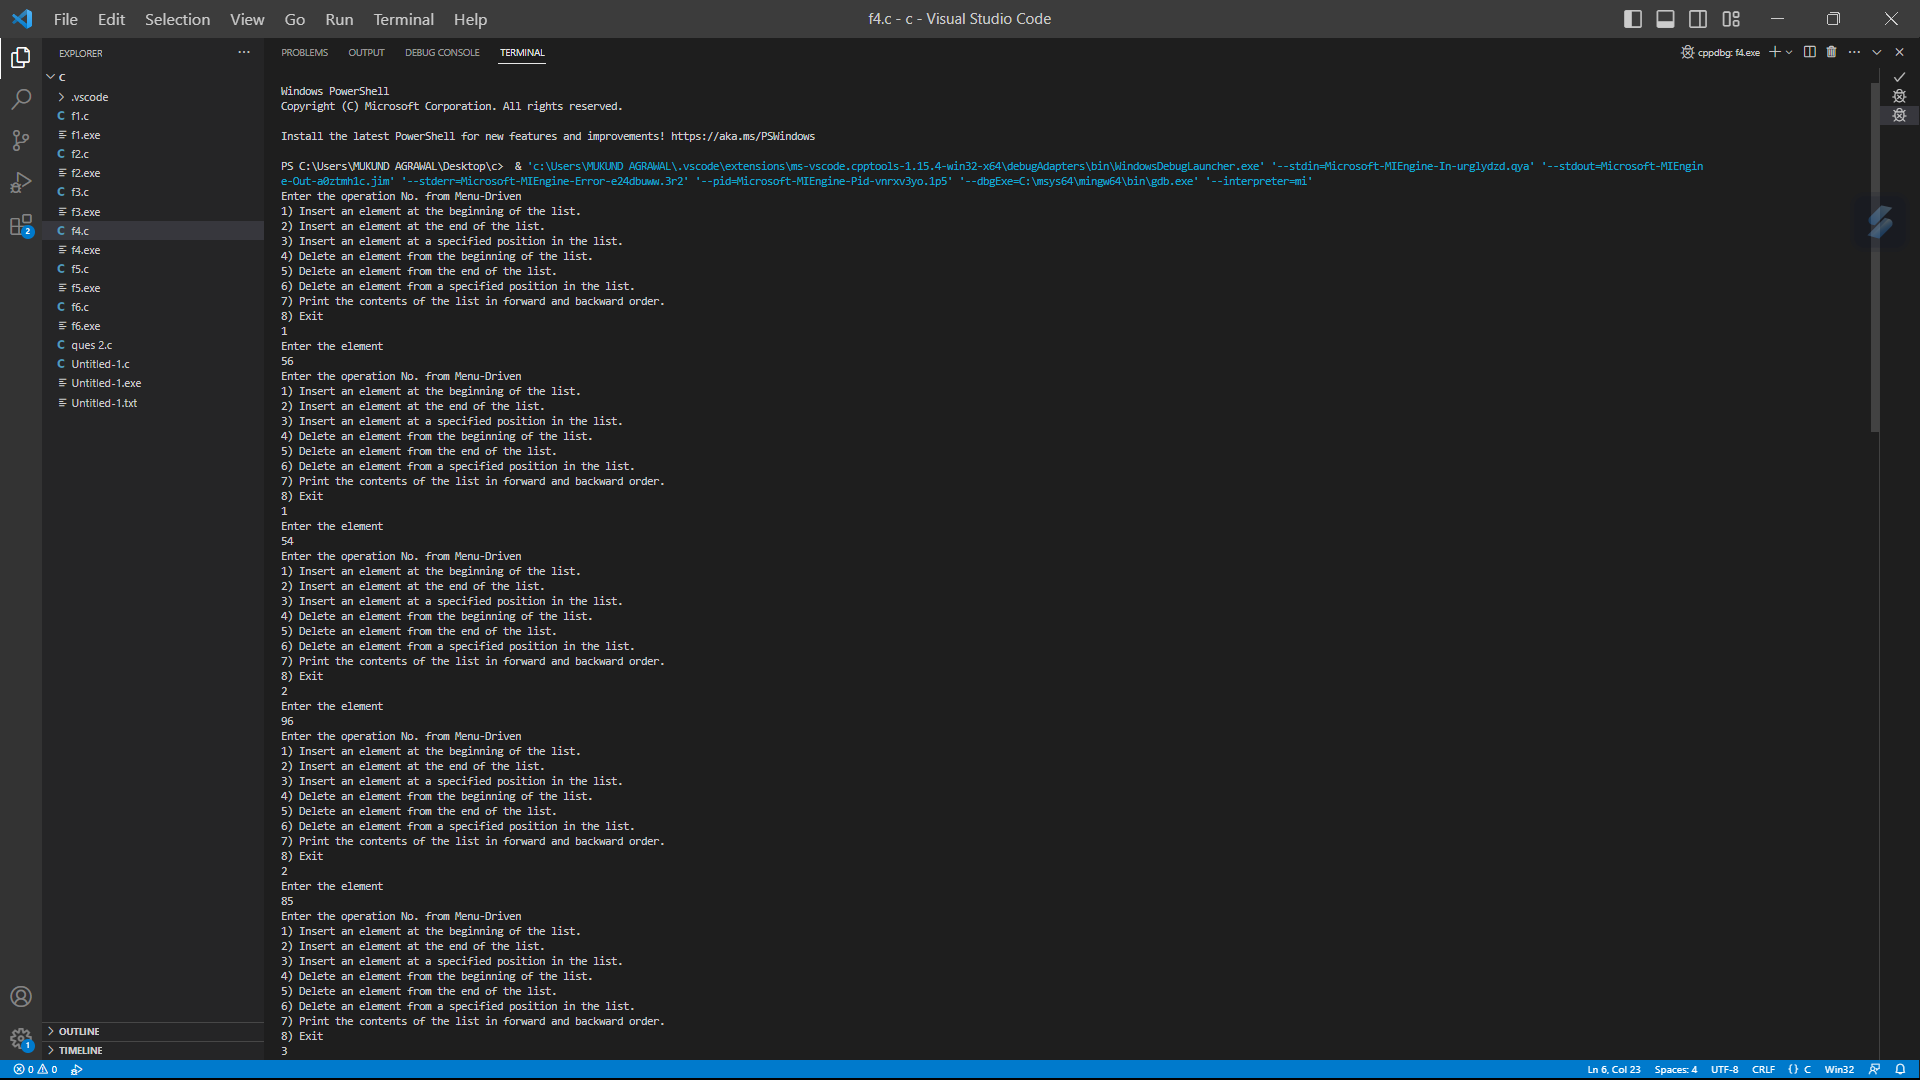 File Edit Selection View Go Run Terminal Help
f4.c - c - Visual Studio Code
EXPLORER
C
.vscode
C f1.c
f1.exe
C f2.c
f2.exe
C f3.c
f3.exe
C f4.c
f4.exe
C f5.c
f5.exe
C f6.c
f6.exe
C ques 2.c
C Untitled-1.c
Untitled-1.exe
Untitled-1.txt
OUTLINE
TIMELINE
2
1
PROBLEMS OUTPUT DEBUG CONSOLE TERMINAL
cppdbg: f4.exe
Windows PowerShell
Copyright (C) Microsoft Corporation. All rights reserved.
Install the latest PowerShell for new features and improvements! https://aka.ms/PSWindows
PS C:\Users\MUKUND AGRAWAL\Desktop\c>  & 'c:\Users\MUKUND AGRAWAL\.vscode\extensions\ms-vscode.cpptools-1.15.4-win32-x64\debugAdapters\bin\WindowsDebugLauncher.exe' '--stdin=Microsoft-MIEngine-In-urglydzd.qya' '--stdout=Microsoft-MIEngin
e-Out-a0ztmh1c.jim' '--stderr=Microsoft-MIEngine-Error-e24dbuww.3r2' '--pid=Microsoft-MIEngine-Pid-vnrxv3yo.1p5' '--dbgExe=C:\msys64\mingw64\bin\gdb.exe' '--interpreter=mi'
Enter the operation No. from Menu-Driven
1) Insert an element at the beginning of the list.
2) Insert an element at the end of the list.
3) Insert an element at a specified position in the list.
4) Delete an element from the beginning of the list.
5) Delete an element from the end of the list.
6) Delete an element from a specified position in the list.
7) Print the contents of the list in forward and backward order.
8) Exit
1
Enter the element
56
Enter the operation No. from Menu-Driven
1) Insert an element at the beginning of the list.
2) Insert an element at the end of the list.
3) Insert an element at a specified position in the list.
4) Delete an element from the beginning of the list.
5) Delete an element from the end of the list.
6) Delete an element from a specified position in the list.
7) Print the contents of the list in forward and backward order.
8) Exit
1
Enter the element
54
Enter the operation No. from Menu-Driven
1) Insert an element at the beginning of the list.
2) Insert an element at the end of the list.
3) Insert an element at a specified position in the list.
4) Delete an element from the beginning of the list.
5) Delete an element from the end of the list.
6) Delete an element from a specified position in the list.
7) Print the contents of the list in forward and backward order.
8) Exit
2
Enter the element
96
Enter the operation No. from Menu-Driven
1) Insert an element at the beginning of the list.
2) Insert an element at the end of the list.
3) Insert an element at a specified position in the list.
4) Delete an element from the beginning of the list.
5) Delete an element from the end of the list.
6) Delete an element from a specified position in the list.
7) Print the contents of the list in forward and backward order.
8) Exit
2
Enter the element
85
Enter the operation No. from Menu-Driven
1) Insert an element at the beginning of the list.
2) Insert an element at the end of the list.
3) Insert an element at a specified position in the list.
4) Delete an element from the beginning of the list.
5) Delete an element from the end of the list.
6) Delete an element from a specified position in the list.
7) Print the contents of the list in forward and backward order.
8) Exit
3
0 0
Ln 6, Col 23 Spaces: 4 UTF-8 CRLF {} C Win32